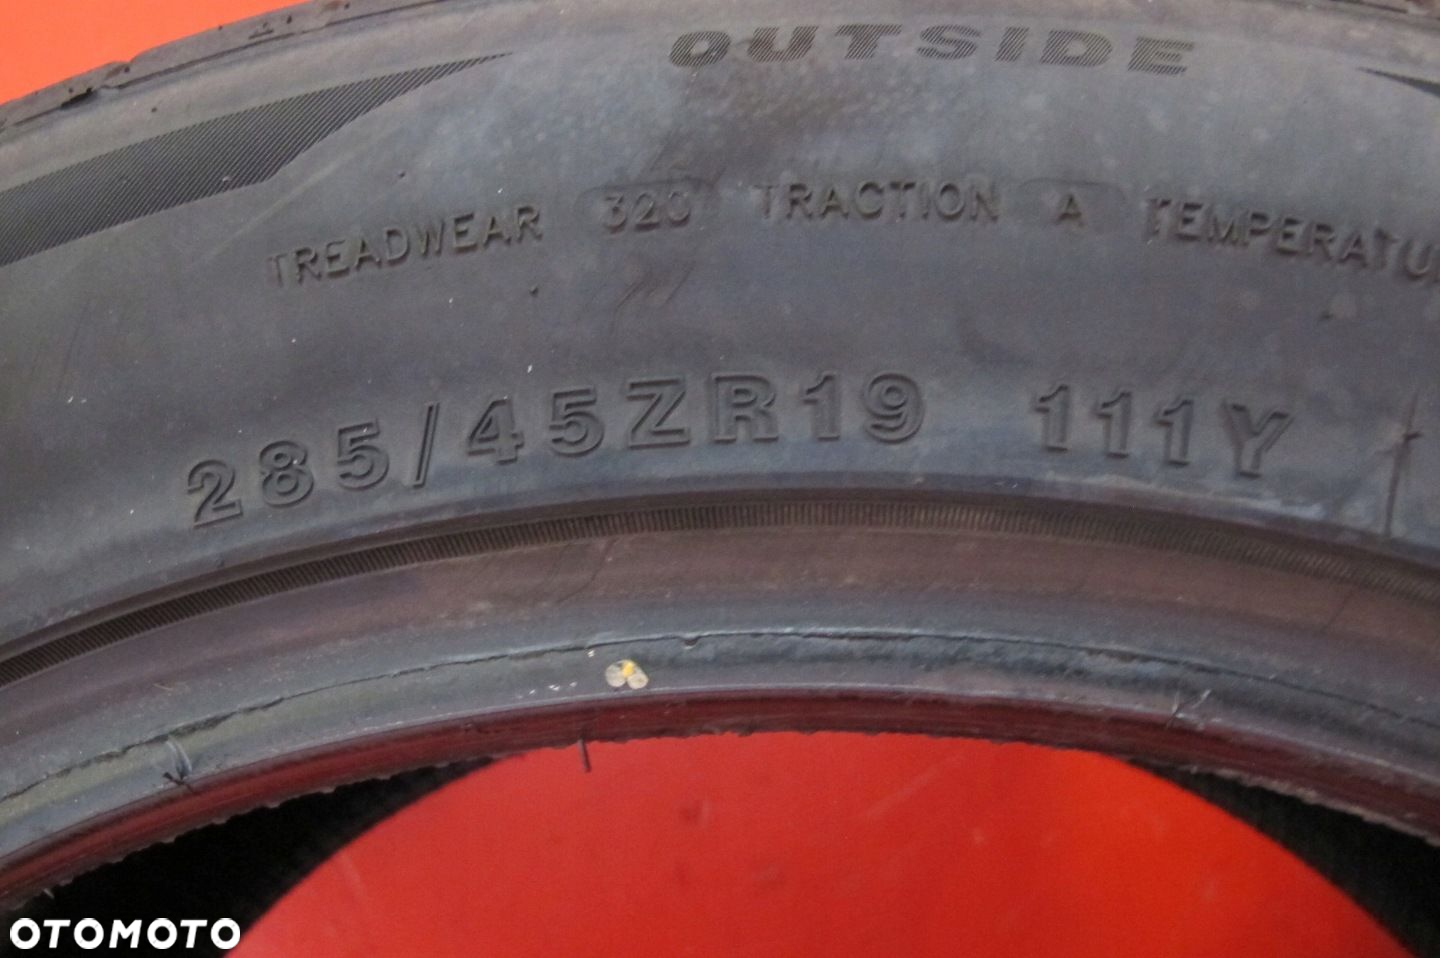 OUTSIDE
TREADWEAR 320 TRACTION A TEMPERATU
285/45ZR19 111Y
OTOMOTO